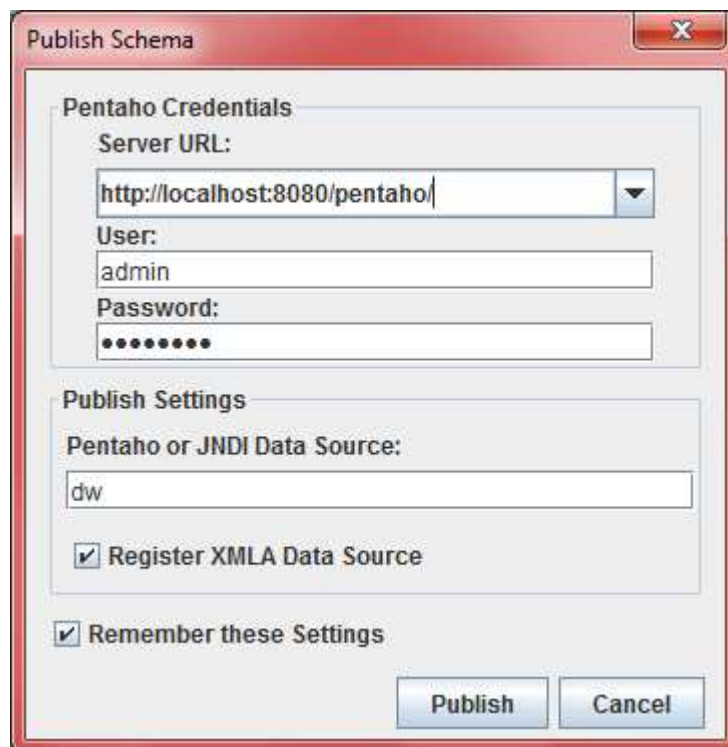 Publish Schema
Pentaho Credentials
Server URL:
http://localhost:8080/pentaho/
User:
admin
Password:
••••••••
Publish Settings
Pentaho or JNDI Data Source:
dw
Register XMLA Data Source
Remember these Settings
Publish Cancel